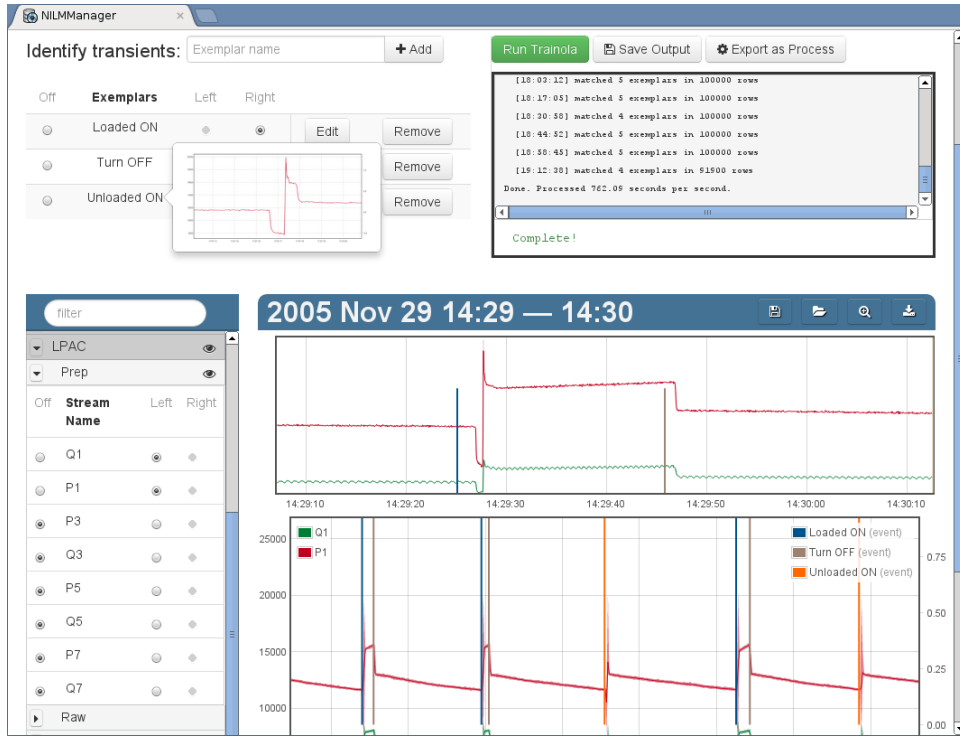 NILMManager ×
Identify transients: Exemplar name + Add
Off Exemplars Left Right
Loaded ON Edit Remove
Turn OFF Remove
Unloaded ON Remove
Run Trainola Save Output Export as Process
[18:03:12] matched 5 exemplars in 100000 rows
[18:17:05] matched 5 exemplars in 100000 rows
[18:30:58] matched 4 exemplars in 100000 rows
[18:44:52] matched 5 exemplars in 100000 rows
[18:58:45] matched 5 exemplars in 100000 rows
[19:12:38] matched 4 exemplars in 91900 rows
Done. Processed 762.09 seconds per second.
Complete!
filter
LPAC
Prep
Off Stream Name Left Right
Q1
P1
P3
Q3
P5
Q5
P7
Q7
Raw
2005 Nov 29 14:29 — 14:30
14:29:10 14:29:20 14:29:30 14:29:40 14:29:50 14:30:00 14:30:10
Q1
P1
Loaded ON (event)
Turn OFF (event)
Unloaded ON (event)
25000
20000
15000
10000
0.75
0.50
0.25
0.00